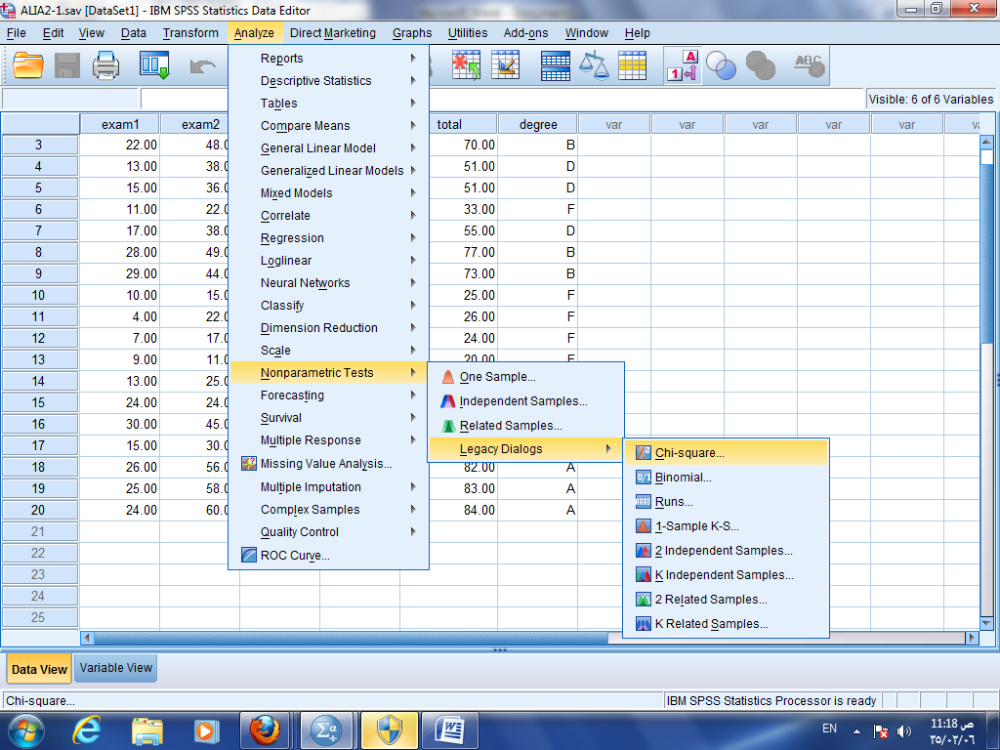 ALIA2-1.sav [DataSet1] - IBM SPSS Statistics Data Editor
File Edit View Data Transform Analyze Direct Marketing Graphs Utilities Add-ons Window Help
Visible: 6 of 6 Variables
exam1 exam2 total degree var var var var var
3 22.00 48.0 70.00 B
4 13.00 38.0 51.00 D
5 15.00 36.0 51.00 D
6 11.00 22.0 33.00 F
7 17.00 38.0 55.00 D
8 28.00 49.0 77.00 B
9 29.00 44.0 73.00 B
10 10.00 15.0 25.00 F
11 4.00 22.0 26.00 F
12 7.00 17.0 24.00 F
13 9.00 11.0 20.00 F
14 13.00 25.0
15 24.00 24.0
16 30.00 45.0
17 15.00 30.0
18 26.00 56.0 82.00 A
19 25.00 58.0 83.00 A
20 24.00 60.0 84.00 A
21
22
23
24
25
Reports
Descriptive Statistics
Tables
Compare Means
General Linear Model
Generalized Linear Models
Mixed Models
Correlate
Regression
Loglinear
Neural Networks
Classify
Dimension Reduction
Scale
Nonparametric Tests
Forecasting
Survival
Multiple Response
Missing Value Analysis...
Multiple Imputation
Complex Samples
Quality Control
ROC Curve...
One Sample...
Independent Samples...
Related Samples...
Legacy Dialogs
Chi-square...
Binomial...
Runs...
1-Sample K-S...
2 Independent Samples...
K Independent Samples...
2 Related Samples...
K Related Samples...
Data View Variable View
Chi-square... IBM SPSS Statistics Processor is ready
EN 11:18 ص
٣٥/٠٢/٠٦